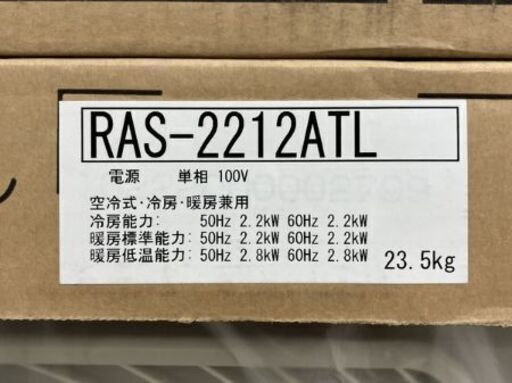 RAS-2212ATL
電源 単相 100V
空冷式・冷房・暖房兼用
冷房能力: 50Hz 2.2kW 60Hz 2.2kW
暖房標準能力: 50Hz 2.2kW 60Hz 2.2kW
暖房低温能力: 50Hz 2.8kW 60Hz 2.8kW
23.5kg